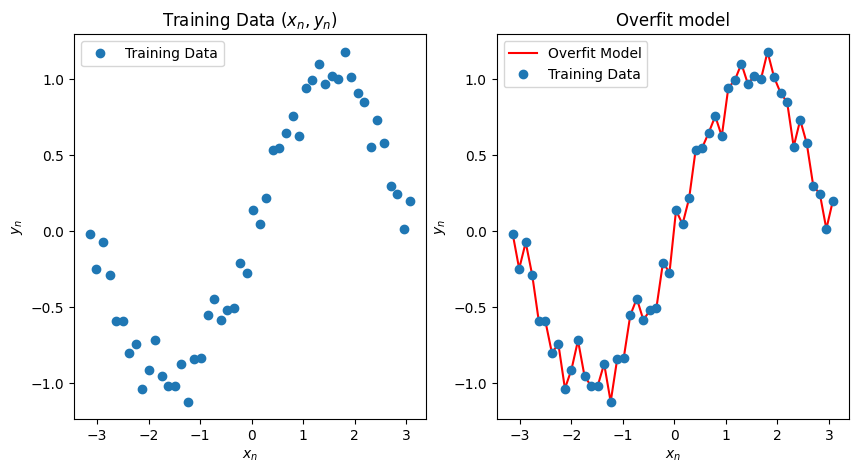 Training Data $(x_n, y_n)$
Training Data
1.0
0.5
0.0
−0.5
−1.0
$y_n$
−3
−2
−1
0
1
2
3
$x_n$
Overfit model
Overfit Model
Training Data
1.0
0.5
0.0
−0.5
−1.0
$y_n$
−3
−2
−1
0
1
2
3
$x_n$